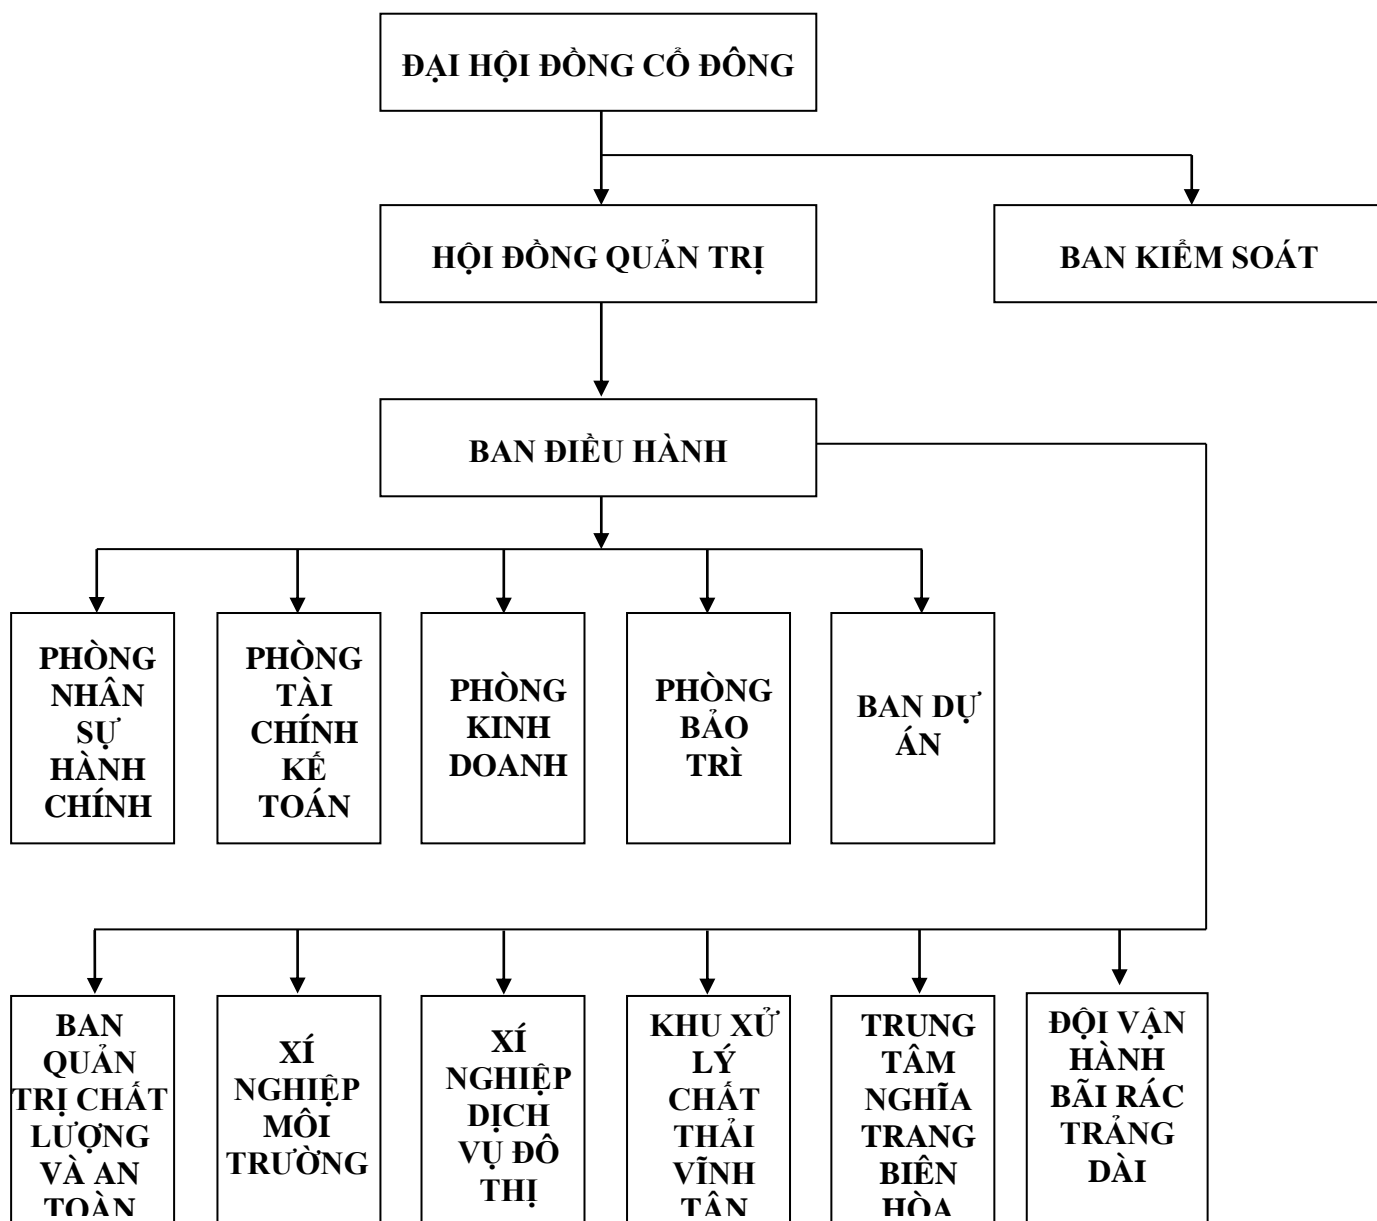 ĐẠI HỘI ĐỒNG CỔ ĐÔNG
HỘI ĐỒNG QUẢN TRỊ
BAN KIỂM SOÁT
BAN ĐIỀU HÀNH
PHÒNG
NHÂN
SỰ
HÀNH
CHÍNH
PHÒNG
TÀI
CHÍNH
KẾ
TOÁN
PHÒNG
KINH
DOANH
PHÒNG
BẢO
TRÌ
BAN DỰ
ÁN
BAN
QUẢN
TRỊ CHẤT
LƯỢNG
VÀ AN
TOÀN
XÍ
NGHIỆP
MÔI
TRƯỜNG
XÍ
NGHIỆP
DỊCH
VỤ ĐÔ
THỊ
KHU XỬ
LÝ
CHẤT
THẢI
VĨNH
TÂN
TRUNG
TÂM
NGHĨA
TRANG
BIÊN
HÒA
ĐỘI VẬN
HÀNH
BÃI RÁC
TRẢNG
DÀI